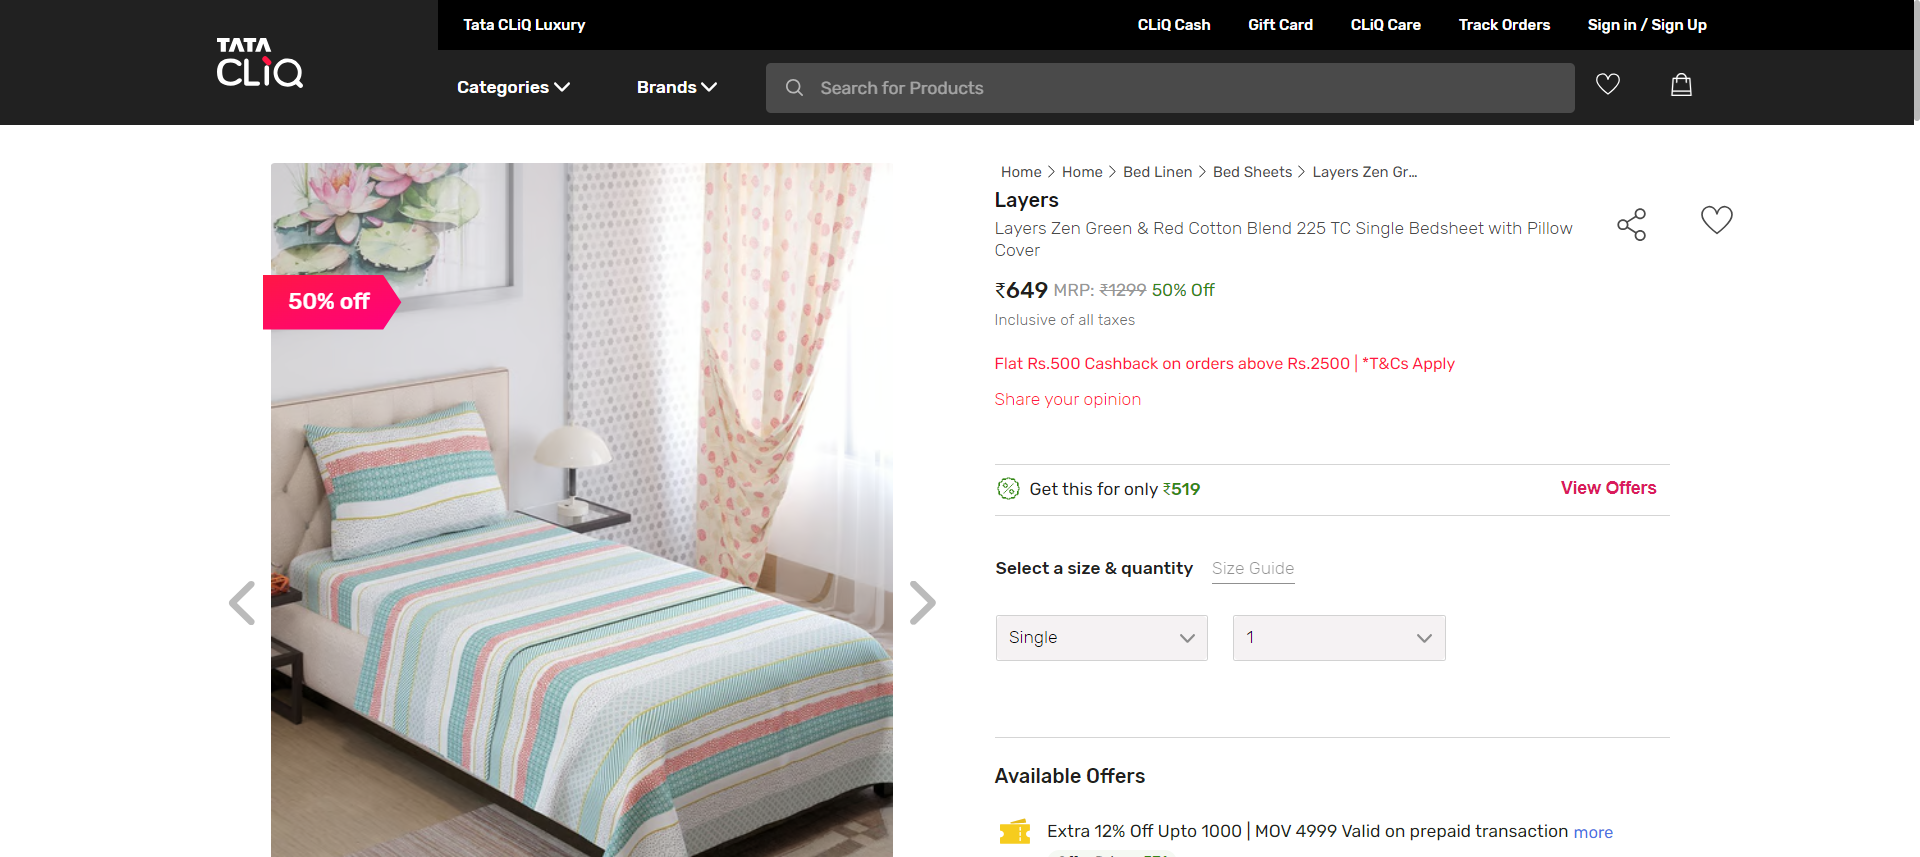 Tata CLiQ Luxury
CLiQ Cash
Gift Card
CLiQ Care
Track Orders
Sign in / Sign Up
TATA
CLiQ
Categories
Brands
Search for Products
50% off
Home > Home > Bed Linen > Bed Sheets > Layers Zen Gr...
Layers
Layers Zen Green & Red Cotton Blend 225 TC Single Bedsheet with Pillow
Cover
₹649 MRP: ₹1299 50% Off
Inclusive of all taxes
Flat Rs.500 Cashback on orders above Rs.2500 | *T&Cs Apply
Share your opinion
Get this for only ₹519
View Offers
Select a size & quantity
Size Guide
Single
1
Available Offers
Extra 12% Off Upto 1000 | MOV 4999 Valid on prepaid transaction more